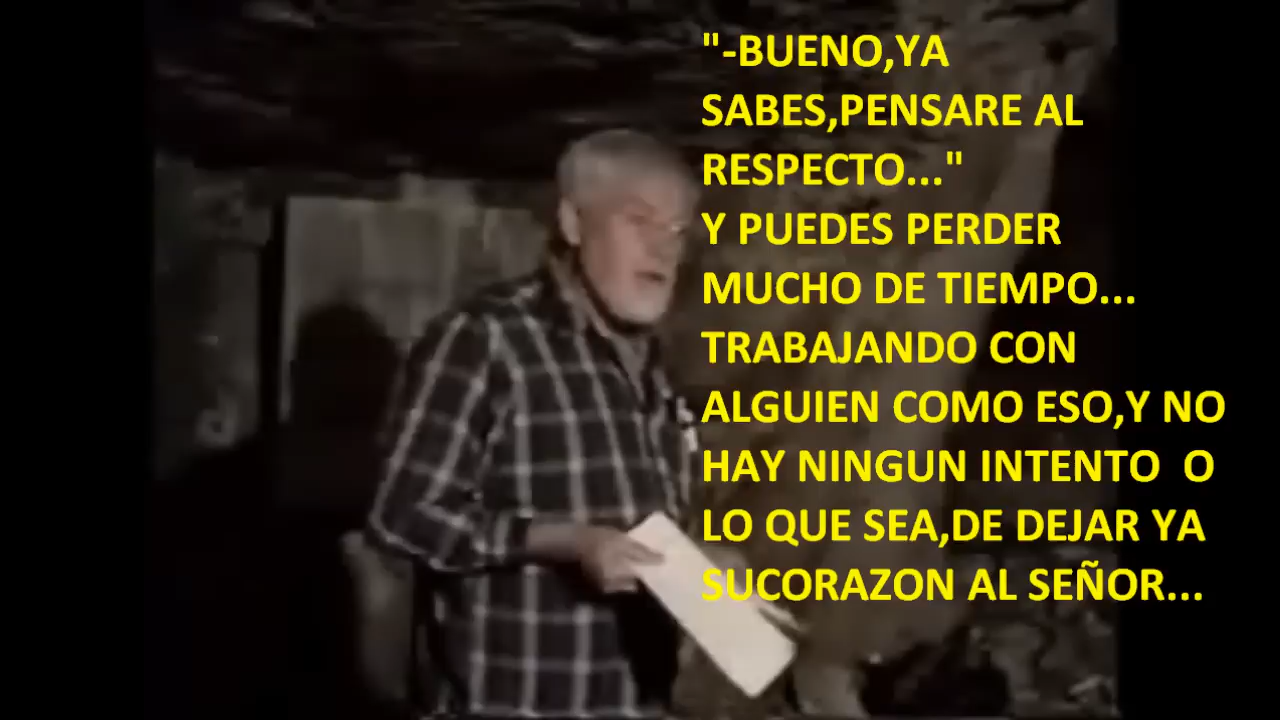 "-BUENO,YA
SABES,PENSARE AL
RESPECTO..."
Y PUEDES PERDER
MUCHO DE TIEMPO...
TRABAJANDO CON
ALGUIEN COMO ESO,Y NO
HAY NINGUN INTENTO  O
LO QUE SEA,DE DEJAR YA
SUCORAZON AL SEÑOR...